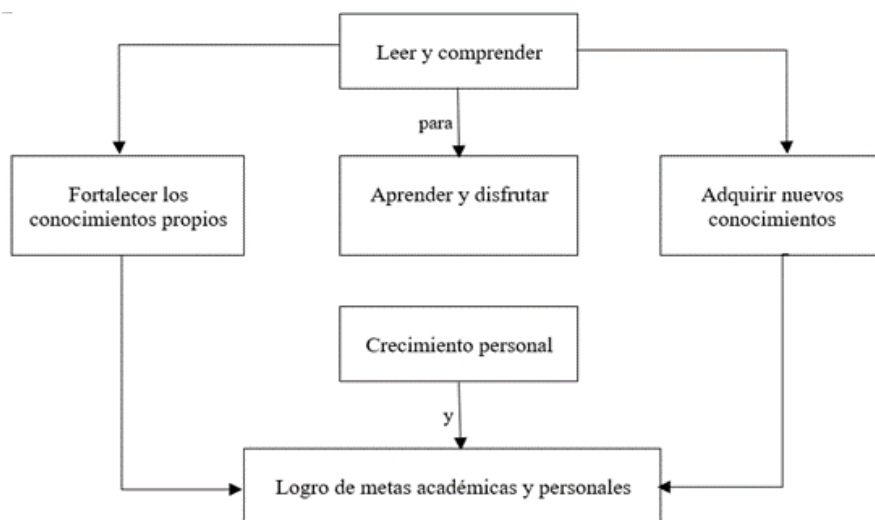 Leer y comprender
para
Fortalecer los
conocimientos propios
Aprender y disfrutar
Adquirir nuevos
conocimientos
Crecimiento personal
y
Logro de metas académicas y personales